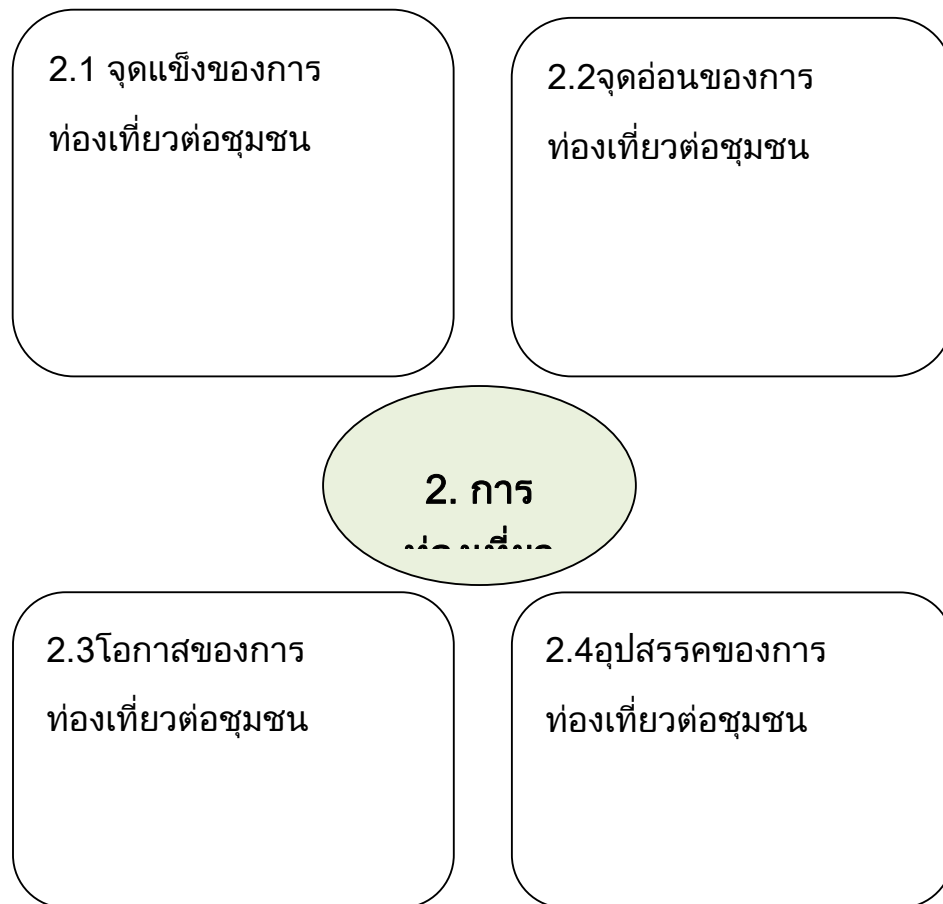 2.1 จุดแข็งของการ
ท่องเที่ยวต่อชุมชน
2.2จุดอ่อนของการ
ท่องเที่ยวต่อชุมชน
2. การ
2.3โอกาสของการ
ท่องเที่ยวต่อชุมชน
2.4อุปสรรคของการ
ท่องเที่ยวต่อชุมชน